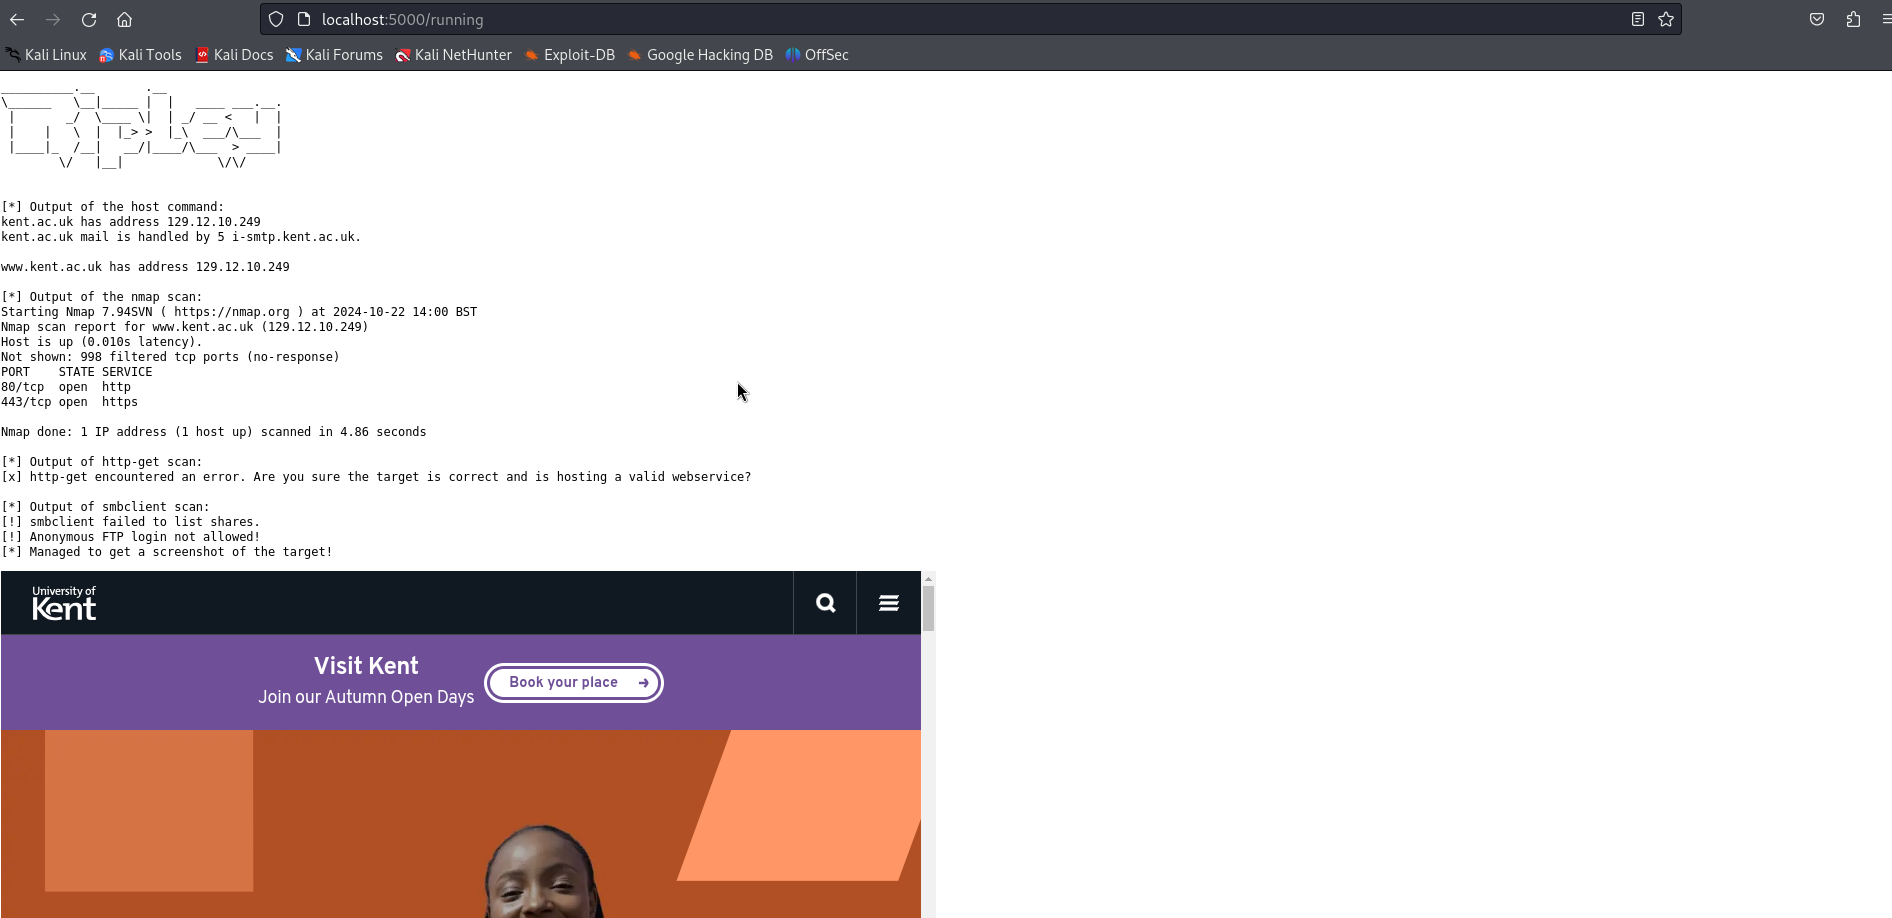 localhost:5000/running
Kali Linux Kali Tools Kali Docs Kali Forums Kali NetHunter Exploit-DB Google Hacking DB OffSec
[*] Output of the host command:
kent.ac.uk has address 129.12.10.249
kent.ac.uk mail is handled by 5 i-smtp.kent.ac.uk.
www.kent.ac.uk has address 129.12.10.249
[*] Output of the nmap scan:
Starting Nmap 7.94SVN ( https://nmap.org ) at 2024-10-22 14:00 BST
Nmap scan report for www.kent.ac.uk (129.12.10.249)
Host is up (0.010s latency).
Not shown: 998 filtered tcp ports (no-response)
PORT    STATE SERVICE
80/tcp  open  http
443/tcp open  https
Nmap done: 1 IP address (1 host up) scanned in 4.86 seconds
[*] Output of http-get scan:
[x] http-get encountered an error. Are you sure the target is correct and is hosting a valid webservice?
[*] Output of smbclient scan:
[!] smbclient failed to list shares.
[!] Anonymous FTP login not allowed!
[*] Managed to get a screenshot of the target!
University of
Kent
Visit Kent
Join our Autumn Open Days
Book your place →